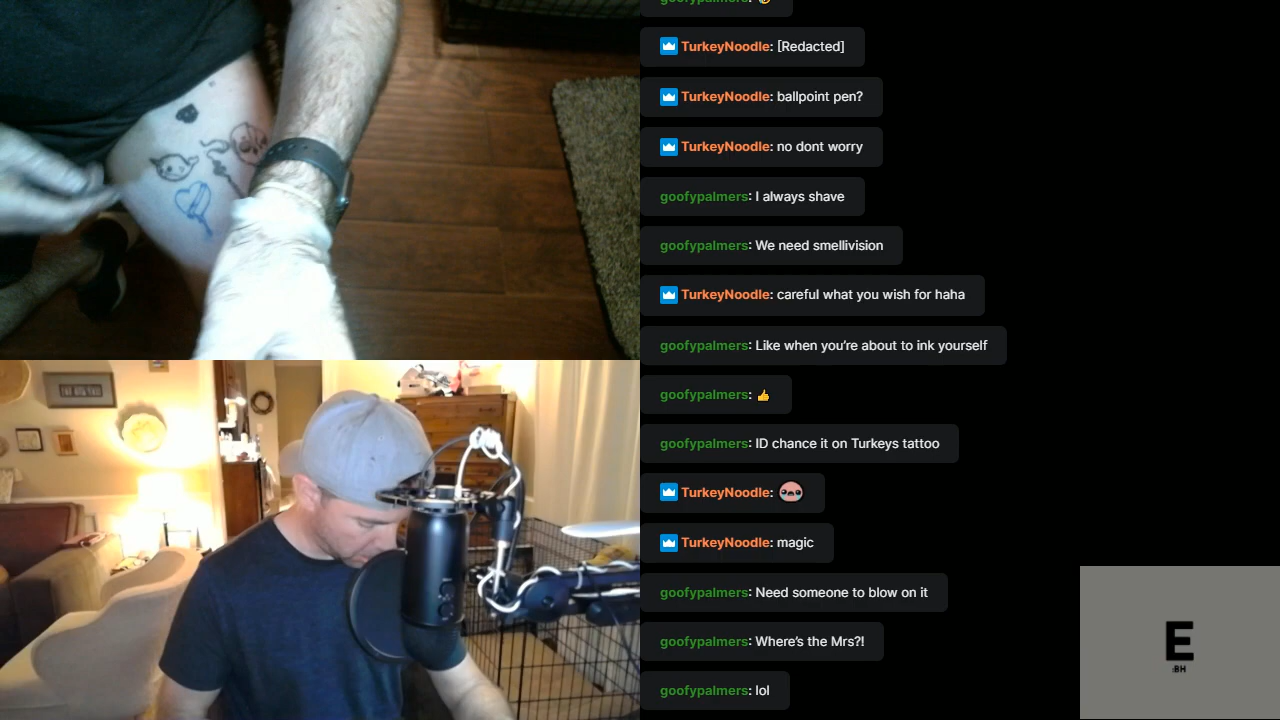 TurkeyNoodle: [Redacted]
TurkeyNoodle: ballpoint pen?
TurkeyNoodle: no dont worry
goofypalmers: I always shave
goofypalmers: We need smellivision
TurkeyNoodle: careful what you wish for haha
goofypalmers: Like when you’re about to ink yourself
goofypalmers: 👍
goofypalmers: ID chance it on Turkeys tattoo
TurkeyNoodle:
TurkeyNoodle: magic
goofypalmers: Need someone to blow on it
goofypalmers: Where’s the Mrs?!
goofypalmers: lol
E
:BH